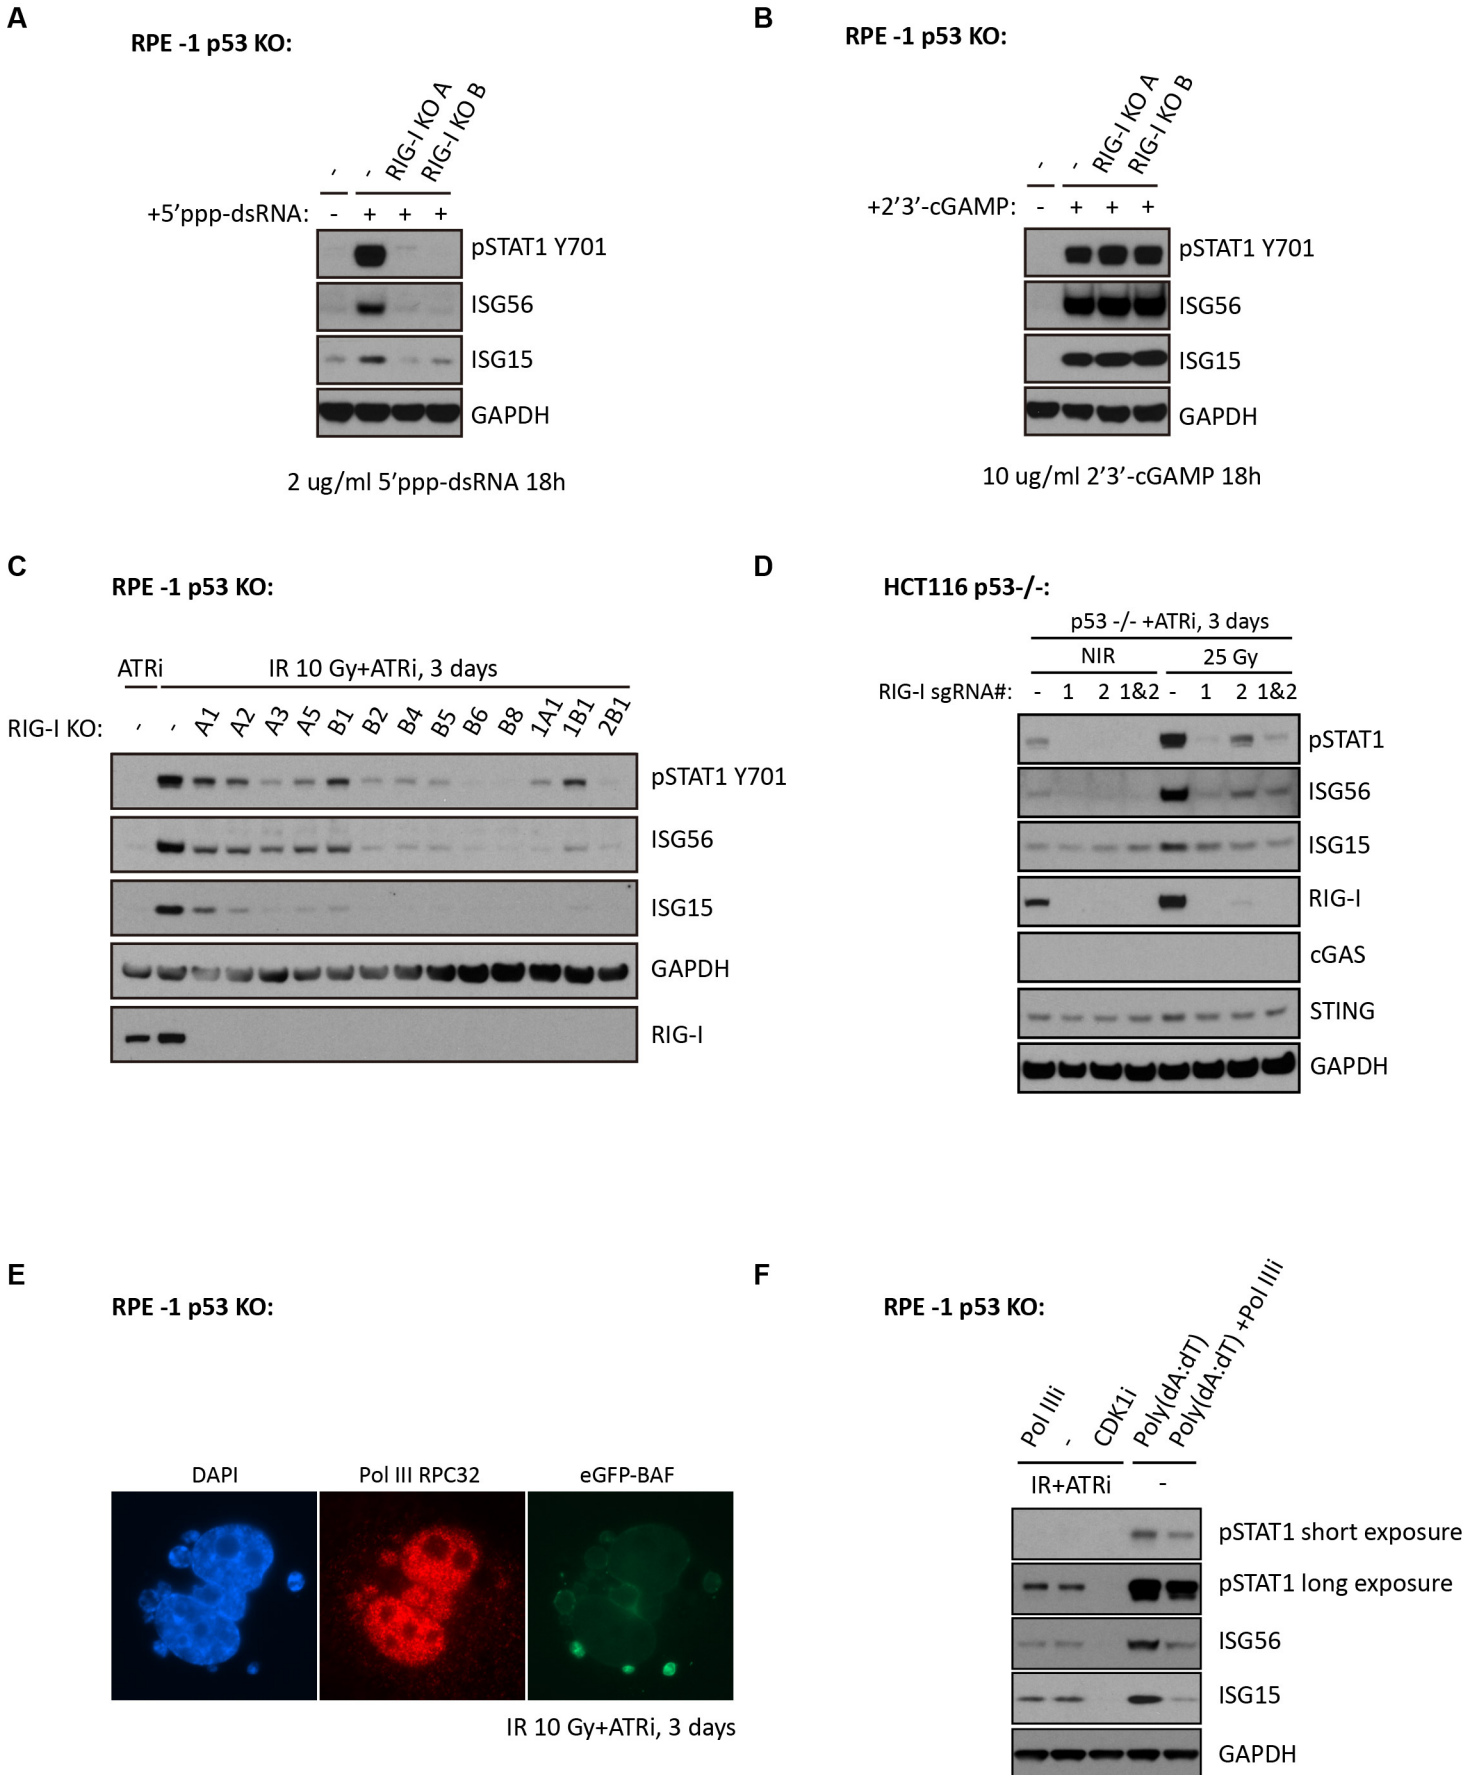 A
RPE -1 p53 KO:
- - RIG-I KO A RIG-I KO B
+5’ppp-dsRNA: - + + +
pSTAT1 Y701
ISG56
ISG15
GAPDH
2 ug/ml 5’ppp-dsRNA 18h
B
RPE -1 p53 KO:
- - RIG-I KO A RIG-I KO B
+2’3’-cGAMP: - + + +
pSTAT1 Y701
ISG56
ISG15
GAPDH
10 ug/ml 2’3’-cGAMP 18h
C
RPE -1 p53 KO:
ATRi IR 10 Gy+ATRi, 3 days
RIG-I KO: - - A1 A2 A3 A5 B1 B2 B4 B5 B6 B8 1A1 1B1 2B1
pSTAT1 Y701
ISG56
ISG15
GAPDH
RIG-I
D
HCT116 p53-/-:
p53 -/- +ATRi, 3 days
NIR 25 Gy
RIG-I sgRNA#: - 1 2 1&2 - 1 2 1&2
pSTAT1
ISG56
ISG15
RIG-I
cGAS
STING
GAPDH
E
RPE -1 p53 KO:
DAPI Pol III RPC32 eGFP-BAF
IR 10 Gy+ATRi, 3 days
F
RPE -1 p53 KO:
Pol IIIi - CDK1i Poly(dA:dT) Poly(dA:dT) +Pol IIIi
IR+ATRi -
pSTAT1 short exposure
pSTAT1 long exposure
ISG56
ISG15
GAPDH